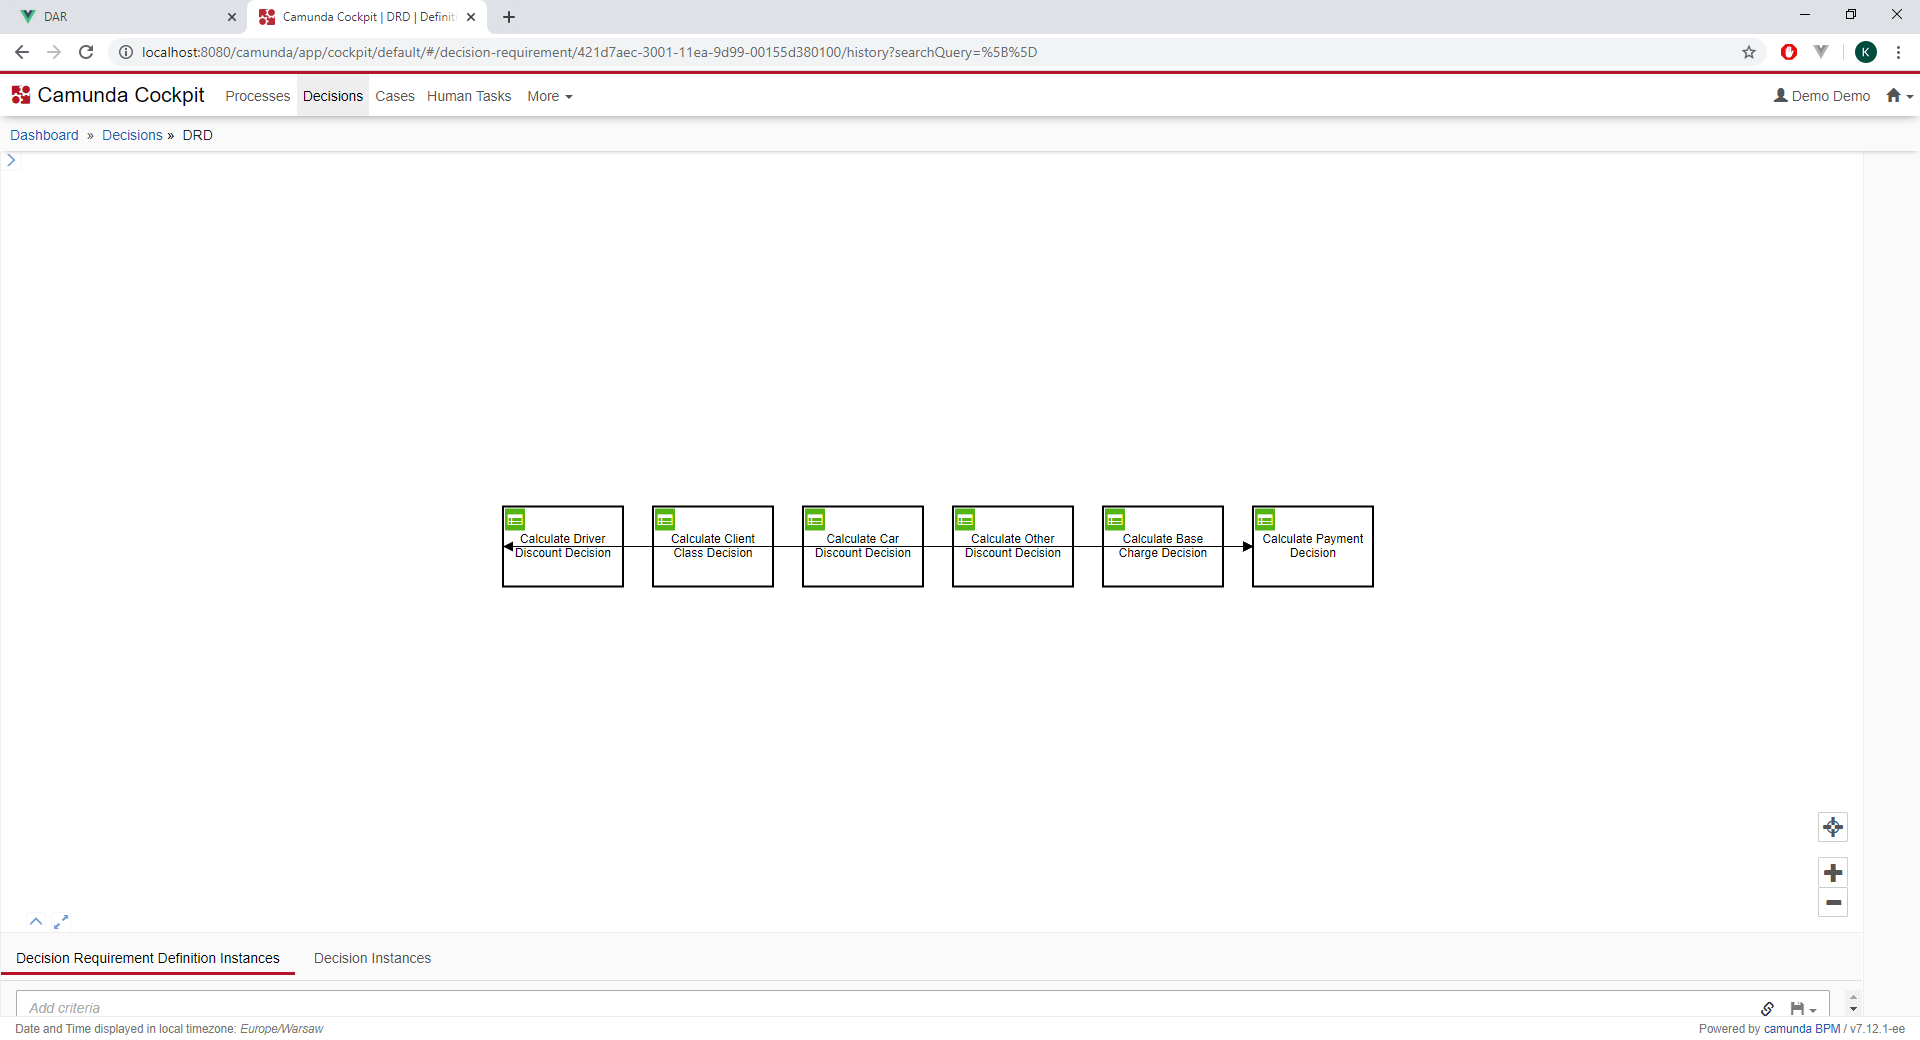 DAR
Camunda Cockpit | DRD | Definiti
localhost:8080/camunda/app/cockpit/default/#/decision-requirement/421d7aec-3001-11ea-9d99-00155d380100/history?searchQuery=%5B%5D
K
Camunda Cockpit
Processes
Decisions
Cases
Human Tasks
More
Demo Demo
Dashboard » Decisions » DRD
Calculate Driver
Discount Decision
Calculate Client
Class Decision
Calculate Car
Discount Decision
Calculate Other
Discount Decision
Calculate Base
Charge Decision
Calculate Payment
Decision
Decision Requirement Definition Instances
Decision Instances
Add criteria
Date and Time displayed in local timezone: Europe/Warsaw
Powered by camunda BPM / v7.12.1-ee